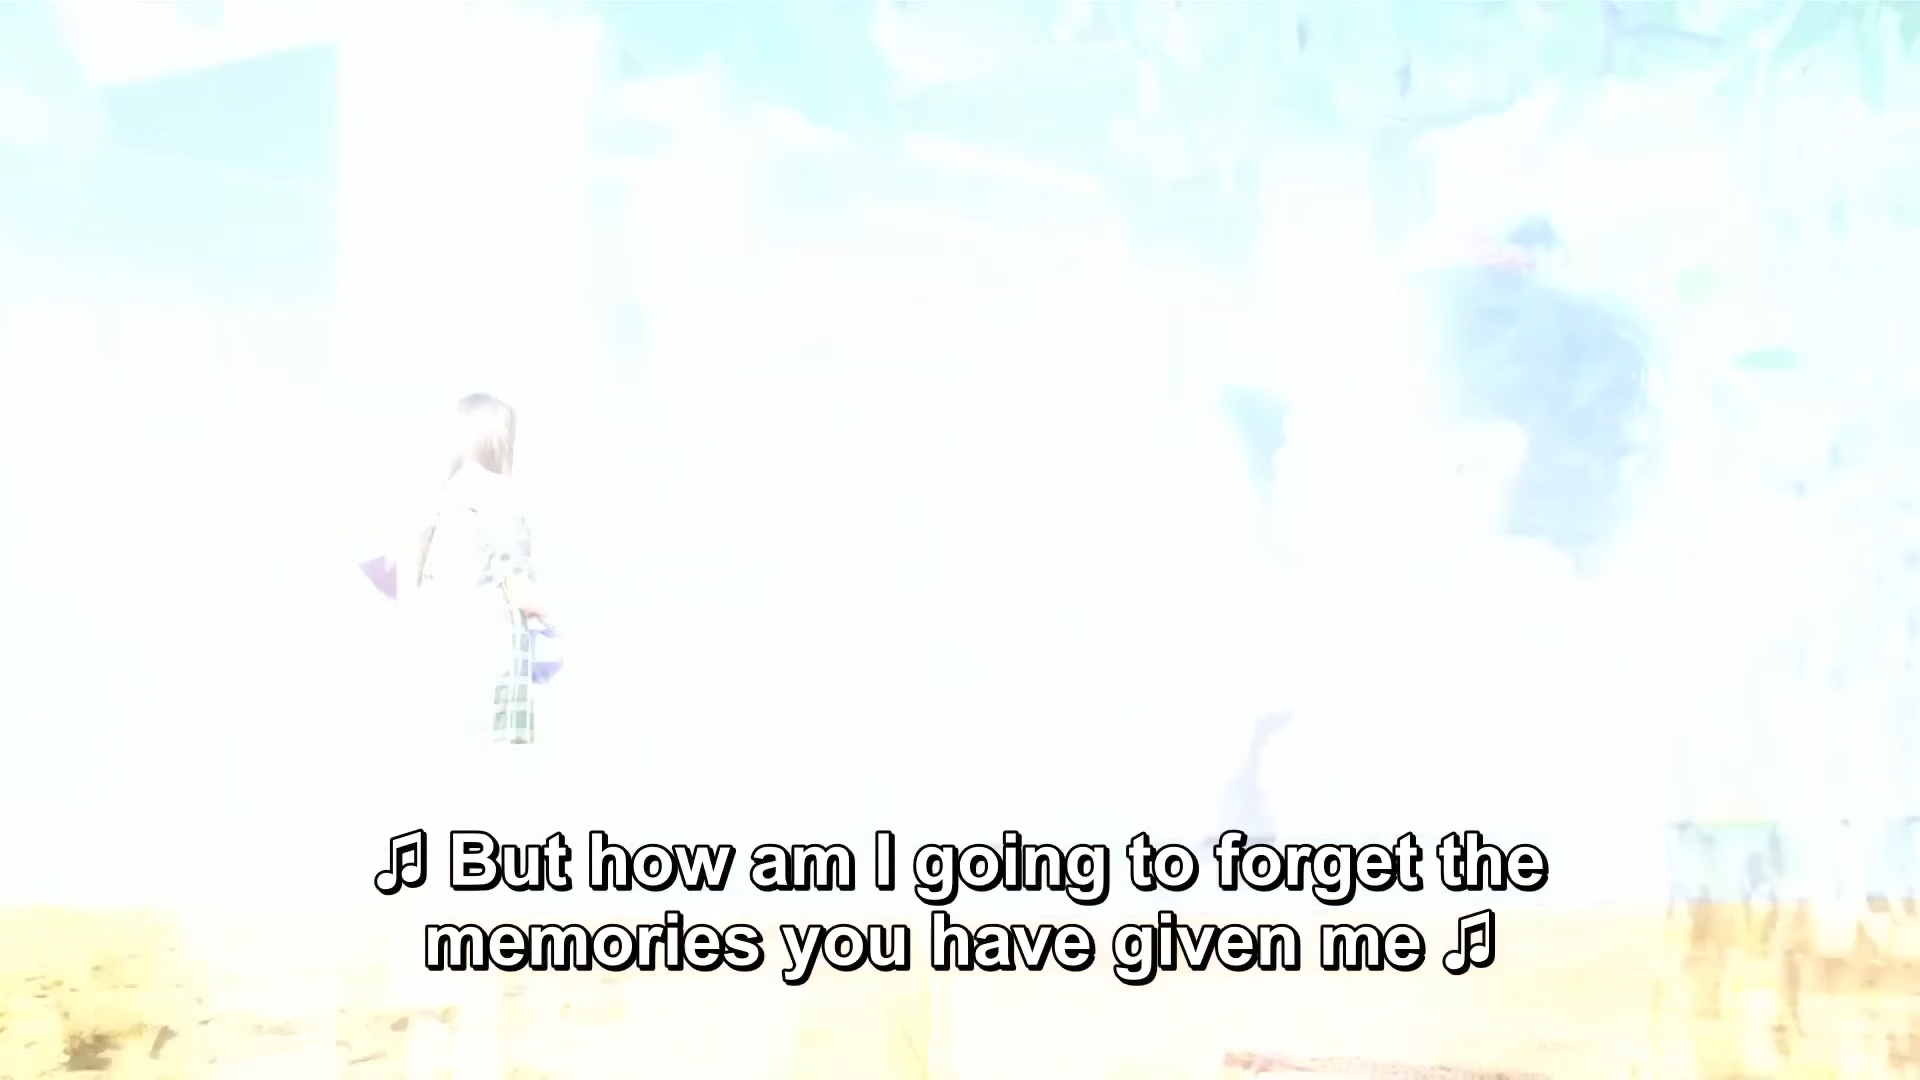 ♫ But how am I going to forget the
memories you have given me ♫